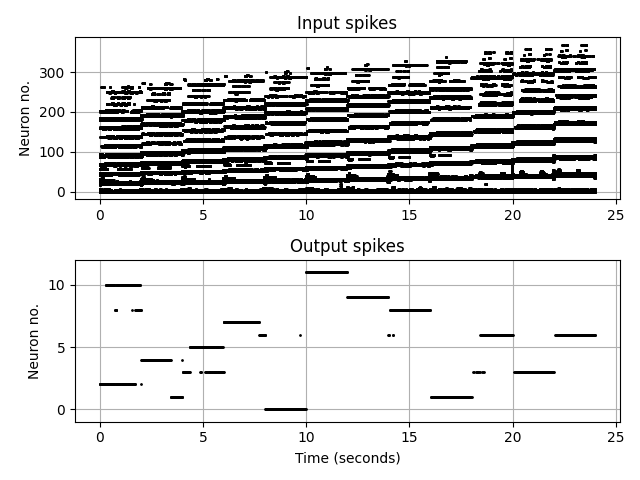 Input spikes
Neuron no.
300
200
100
0
0 5 10 15 20 25
Output spikes
Neuron no.
10
5
0
0 5 10 15 20 25
Time (seconds)